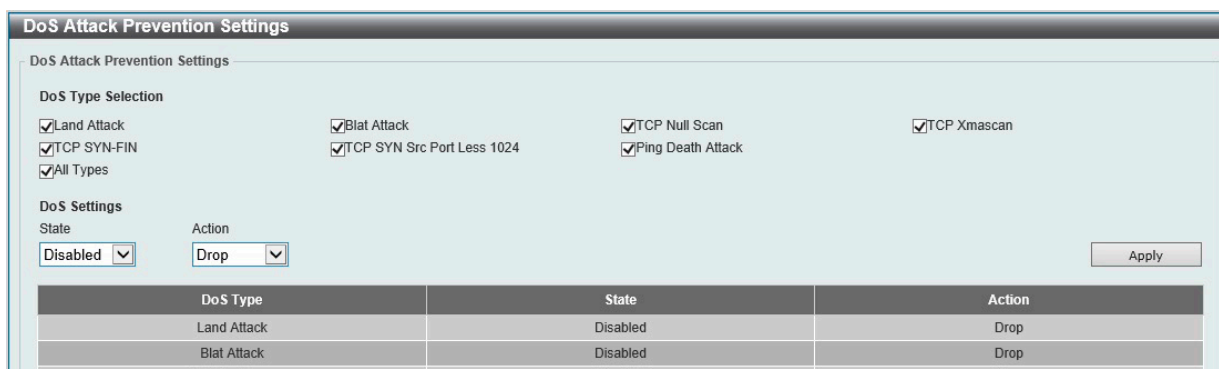 DoS Attack Prevention Settings
DoS Attack Prevention Settings
DoS Type Selection
Land Attack Blat Attack TCP Null Scan TCP Xmascan
TCP SYN-FIN TCP SYN Src Port Less 1024 Ping Death Attack
All Types
DoS Settings
State Action
Disabled Drop Apply
DoS Type State Action
Land Attack Disabled Drop
Blat Attack Disabled Drop